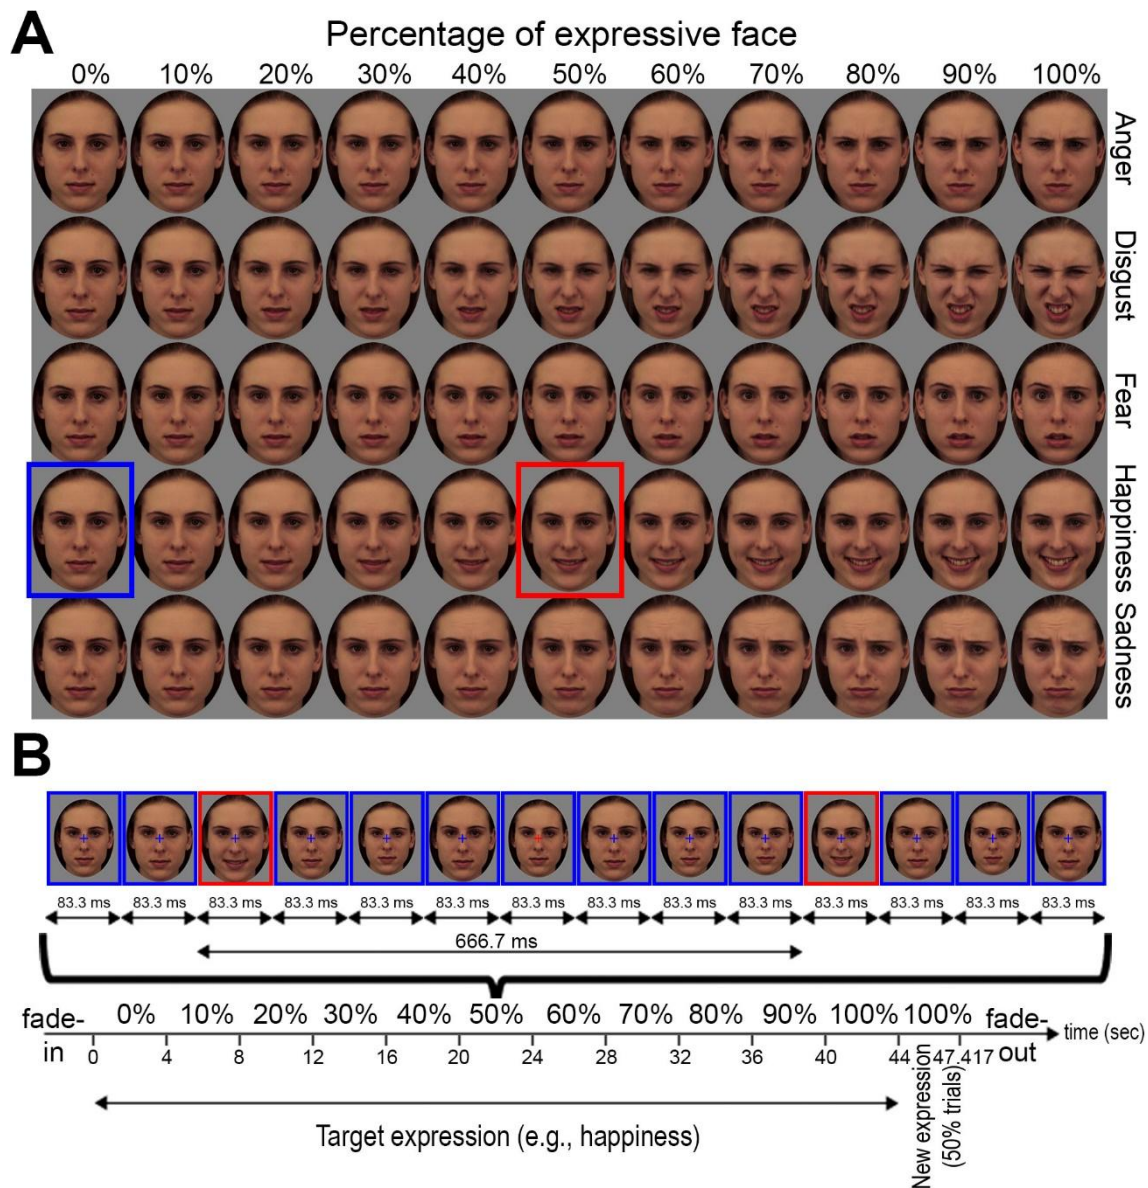 A
Percentage of expressive face
0% 10% 20% 30% 40% 50% 60% 70% 80% 90% 100%
Anger
Disgust
Fear
Happiness
Sadness
B
83.3 ms 83.3 ms 83.3 ms 83.3 ms 83.3 ms 83.3 ms 83.3 ms 83.3 ms 83.3 ms 83.3 ms 83.3 ms 83.3 ms 83.3 ms 83.3 ms
666.7 ms
fade-in
0% 10% 20% 30% 40% 50% 60% 70% 80% 90% 100% 100%
fade-out
time (sec)
0 4 8 12 16 20 24 28 32 36 40 44 47.417
Target expression (e.g., happiness)
New expression
(50% trials)